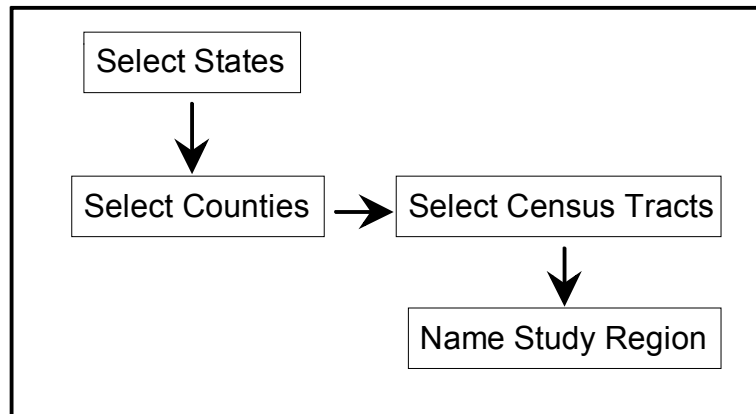 Select States
Select Counties
Select Census Tracts
Name Study Region